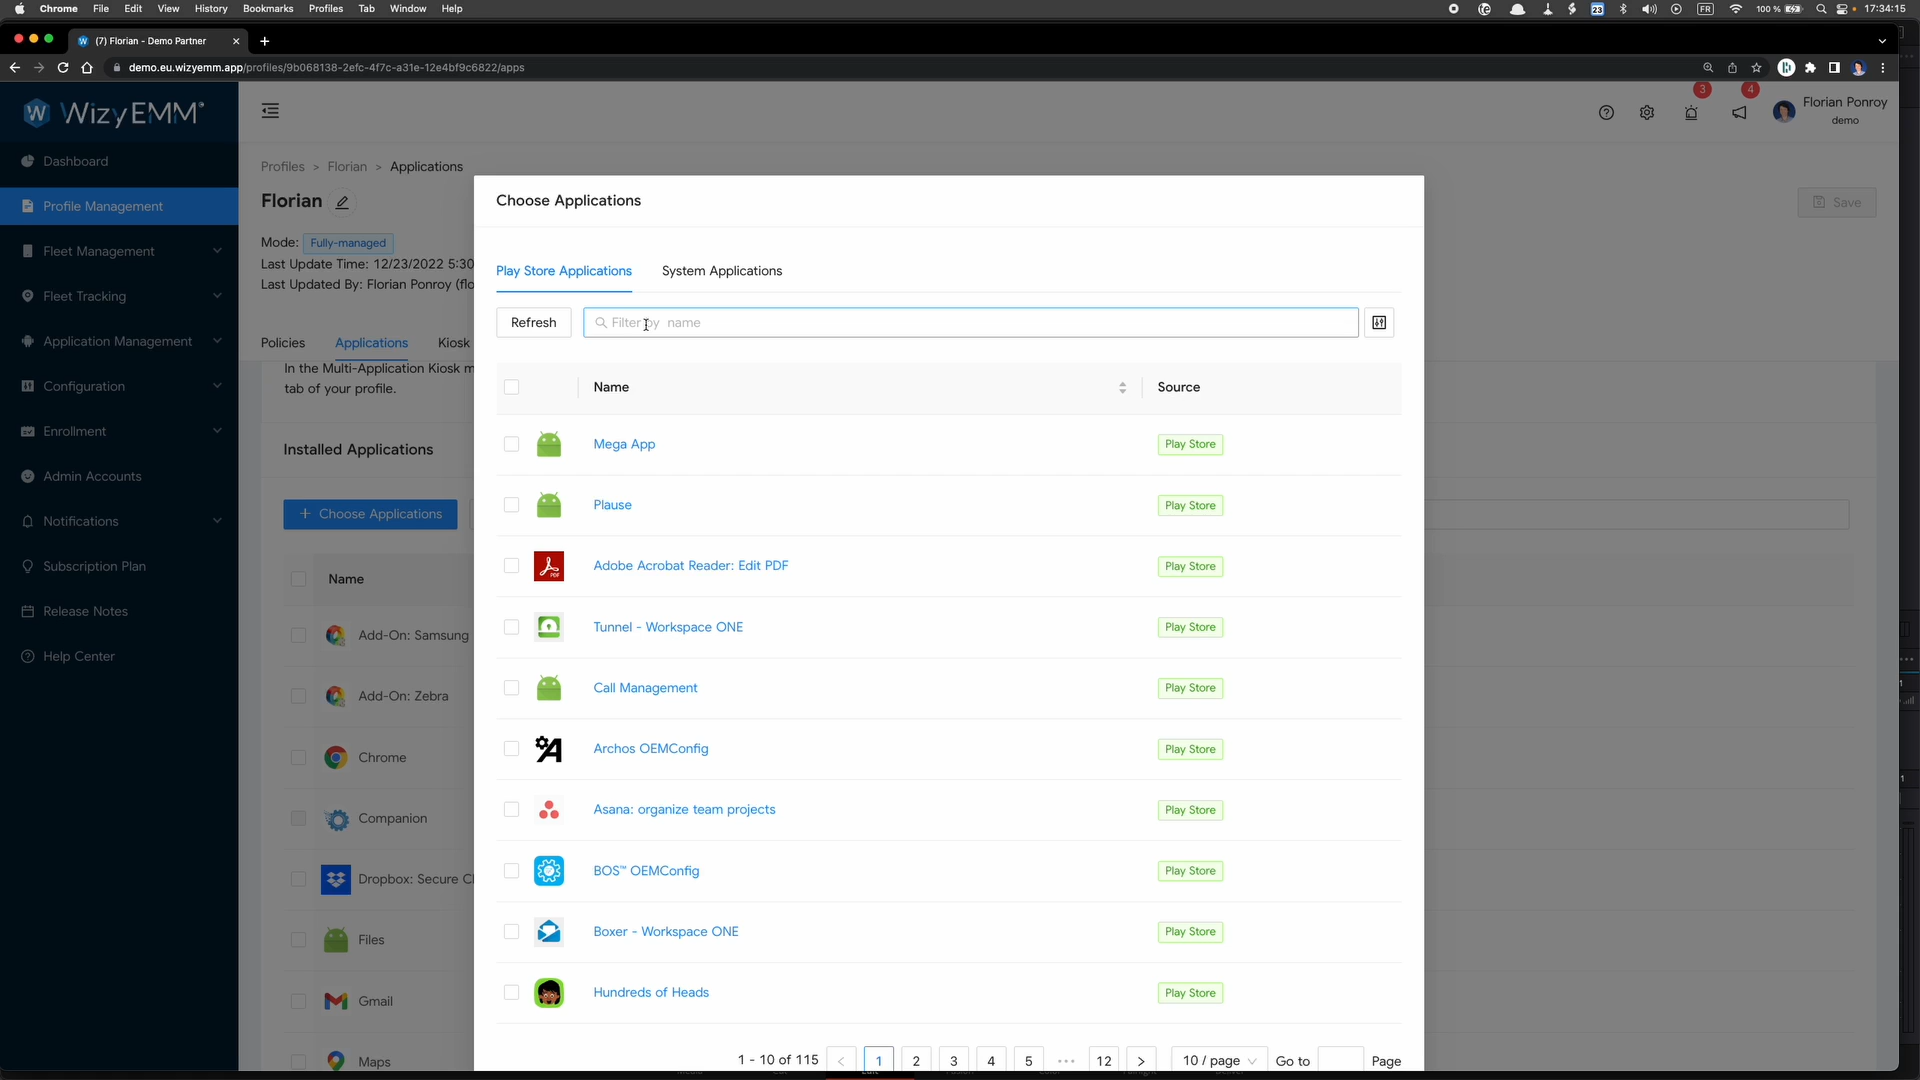 Chrome File Edit View History Bookmarks Profiles Tab Window Help
23 FR 100 % 17:34:15
(7) Florian - Demo Partner
demo.eu.wizyemm.app/profiles/9b068138-2efc-4f7c-a31e-12e4bf9c6822/apps
W WizyEMM
3 4
Florian Ponroy
demo
Dashboard
Profile Management
Fleet Management
Fleet Tracking
Application Management
Configuration
Enrollment
Admin Accounts
Notifications
Subscription Plan
Release Notes
Help Center
Profiles > Florian > Applications
Florian
Save
Mode: Fully-managed
Last Update Time: 12/23/2022 5:30
Last Updated By: Florian Ponroy (flo
Policies Applications Kiosk
In the Multi-Application Kiosk m
tab of your profile.
Installed Applications
+ Choose Applications
Name
Add-On: Samsung
Add-On: Zebra
Chrome
Companion
Dropbox: Secure Cl
Files
Gmail
Maps
Choose Applications
Play Store Applications System Applications
Refresh Filter by name
Name Source
Mega App Play Store
Plause Play Store
Adobe Acrobat Reader: Edit PDF Play Store
Tunnel - Workspace ONE Play Store
Call Management Play Store
Archos OEMConfig Play Store
Asana: organize team projects Play Store
BOS™ OEMConfig Play Store
Boxer - Workspace ONE Play Store
Hundreds of Heads Play Store
1 - 10 of 115 < 1 2 3 4 5 ••• 12 > 10 / page Go to Page